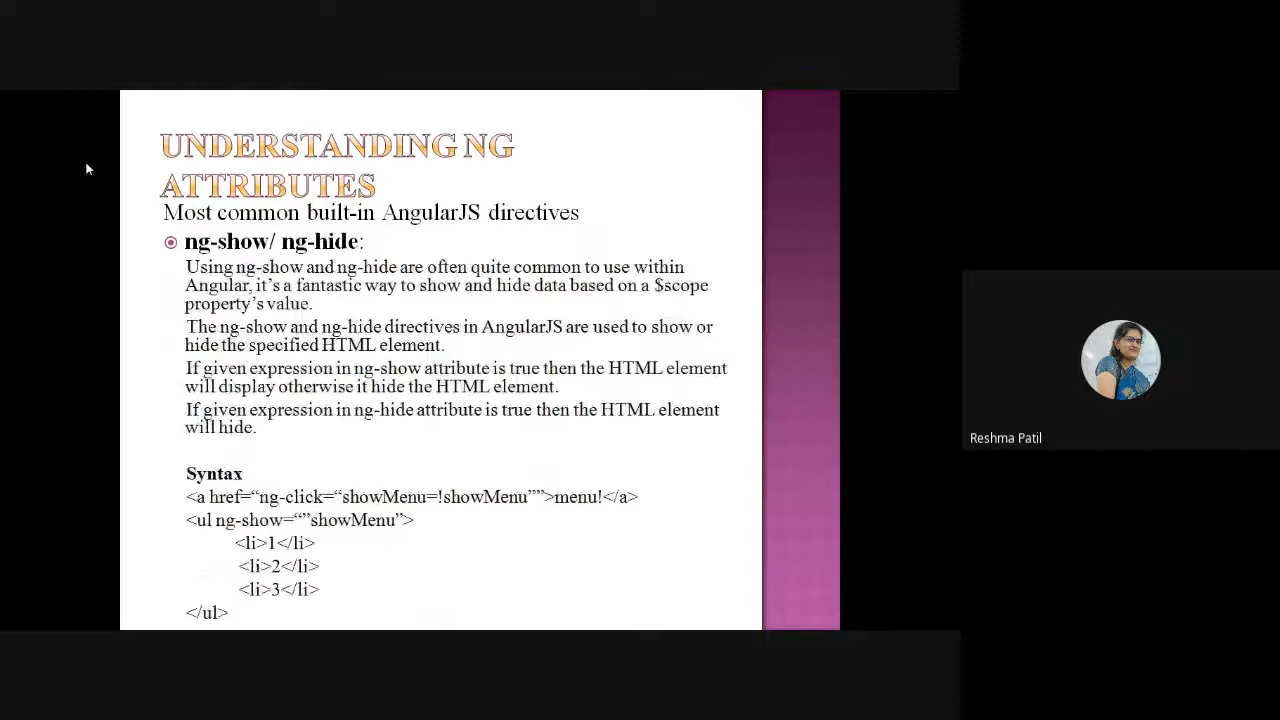 UNDERSTANDING NG
ATTRIBUTES
Most common built-in AngularJS directives
ng-show/ ng-hide:
Using ng-show and ng-hide are often quite common to use within
Angular, it’s a fantastic way to show and hide data based on a $scope
property’s value.
The ng-show and ng-hide directives in AngularJS are used to show or
hide the specified HTML element.
If given expression in ng-show attribute is true then the HTML element
will display otherwise it hide the HTML element.
If given expression in ng-hide attribute is true then the HTML element
will hide.
Syntax
<a href=“ng-click=“showMenu=!showMenu””>menu!</a>
<ul ng-show=“”showMenu”>
<li>1</li>
<li>2</li>
<li>3</li>
</ul>
Reshma Patil